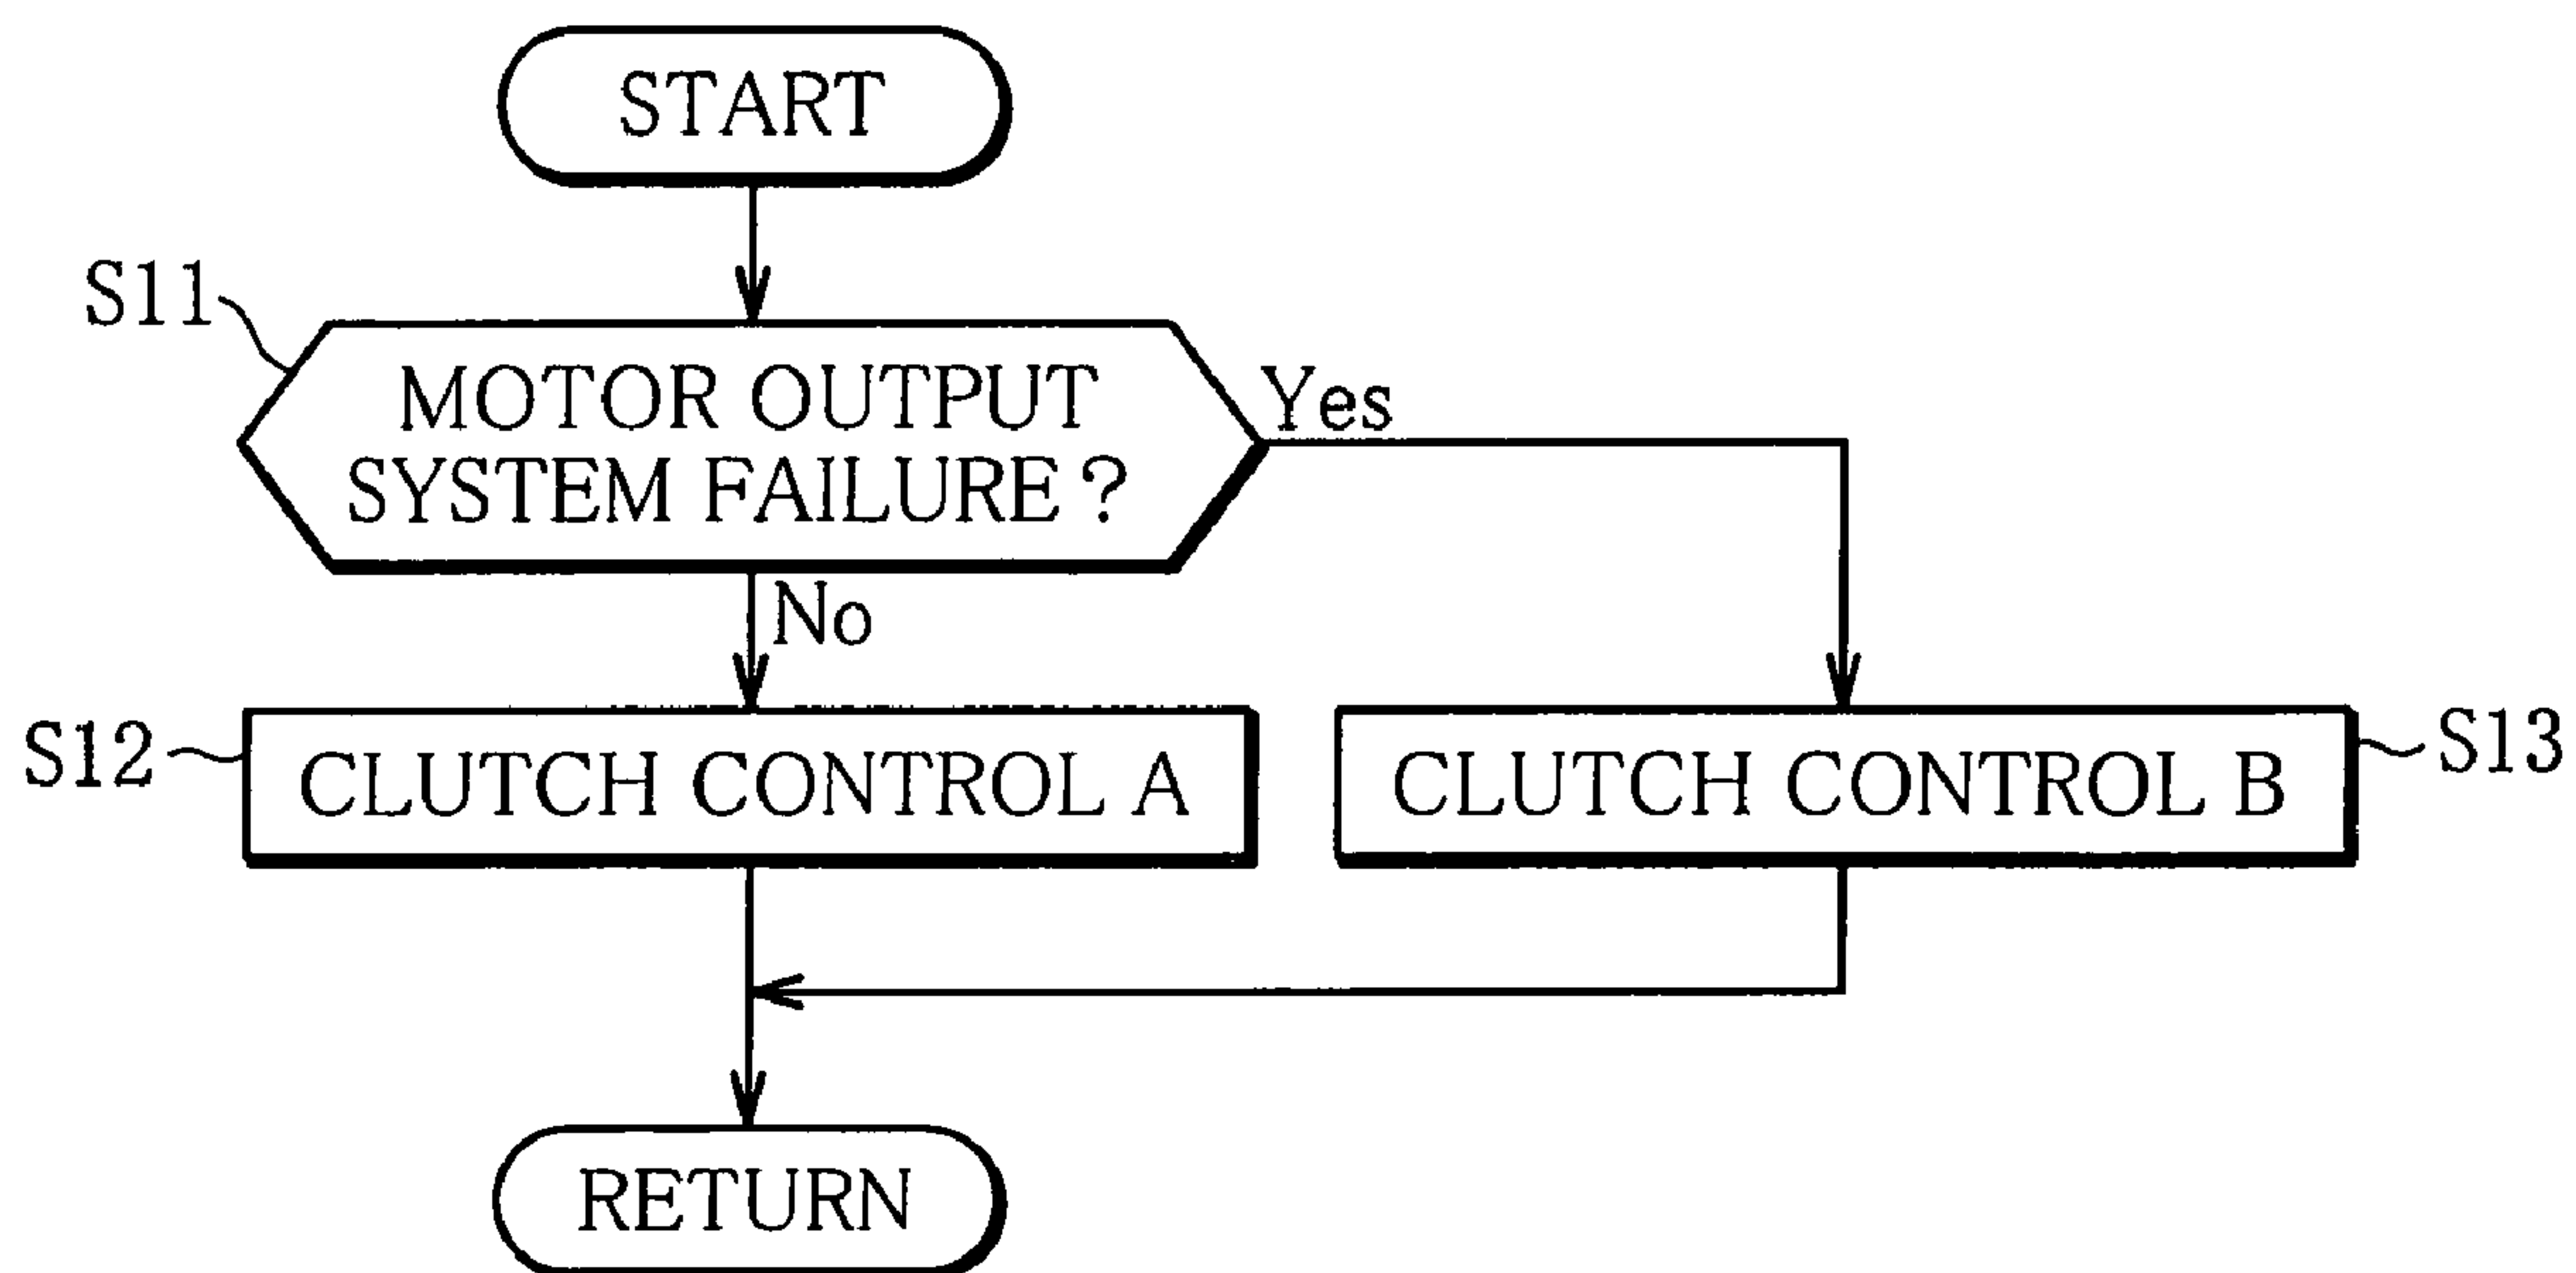 START
S11
MOTOR OUTPUT
SYSTEM FAILURE ?
Yes
No
S12
CLUTCH CONTROL A
CLUTCH CONTROL B
S13
RETURN